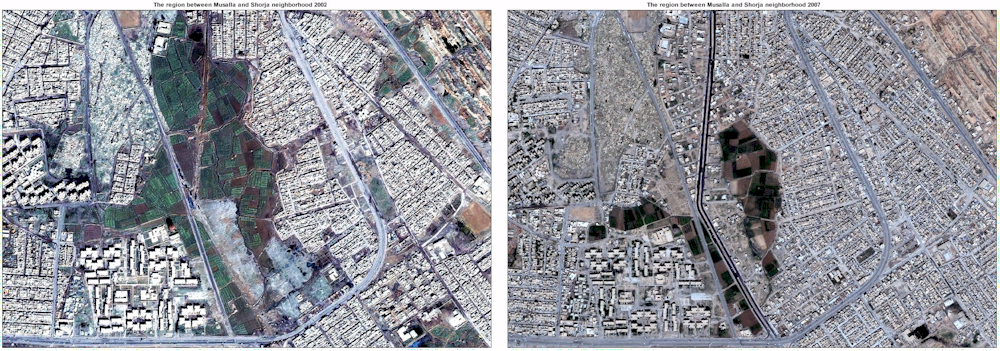 The region between Musalla and Shorja neighborhood 2002
The region between Musalla and Shorja neighborhood 2007